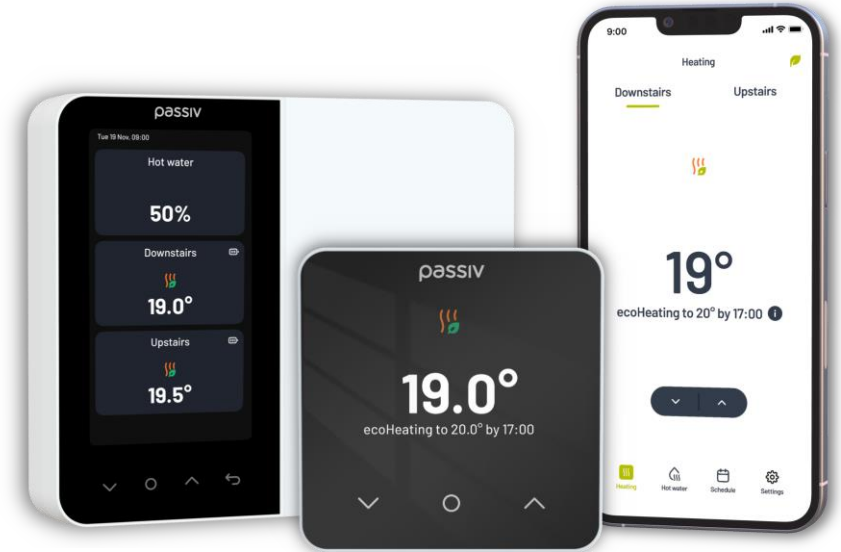 passiv
Tue 19 Nov, 09:00
Hot water
50%
Downstairs
19.0°
Upstairs
19.5°
passiv
19.0°
ecoHeating to 20.0° by 17:00
9:00
Heating
Downstairs Upstairs
19°
ecoHeating to 20° by 17:00 i
Heating Hot water Schedule Settings